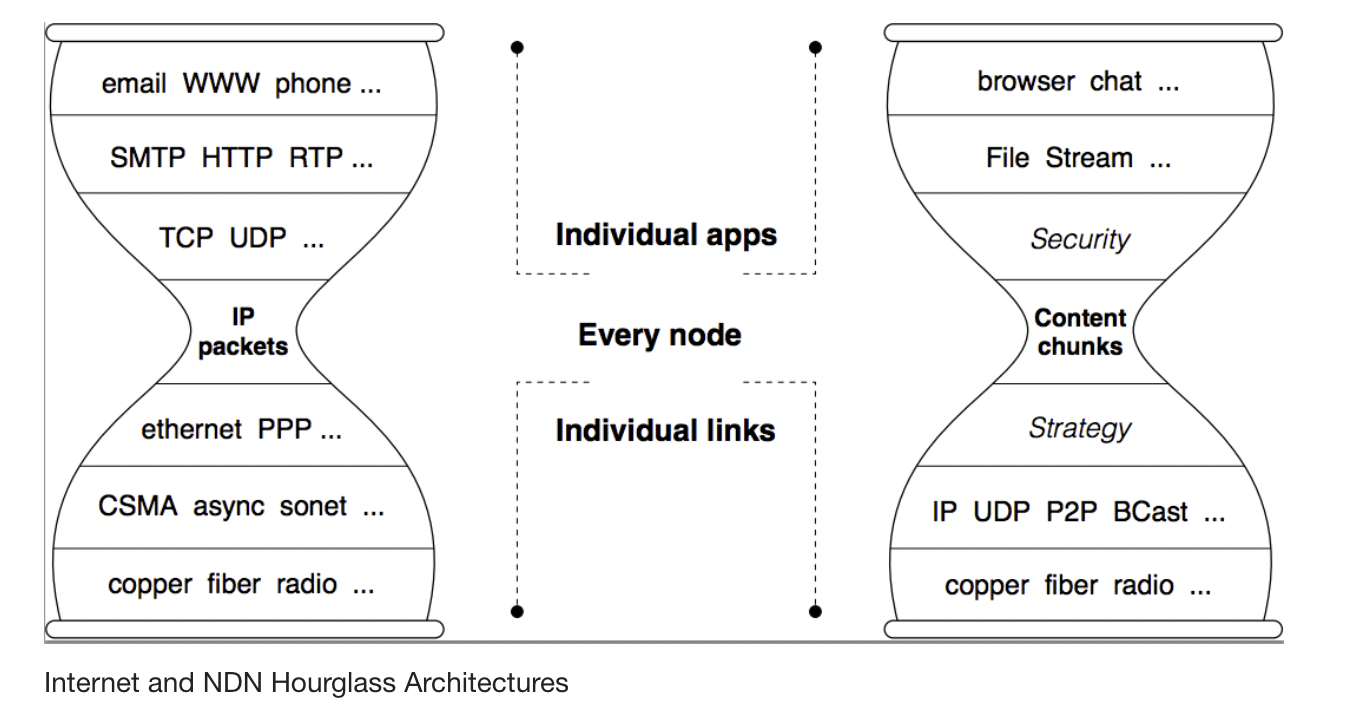 email WWW phone ...
SMTP HTTP RTP ...
TCP UDP ...
IP
packets
ethernet PPP ...
CSMA async sonet ...
copper fiber radio ...
Individual apps
Every node
Individual links
browser chat ...
File Stream ...
Security
Content
chunks
Strategy
IP UDP P2P BCast ...
copper fiber radio ...
Internet and NDN Hourglass Architectures